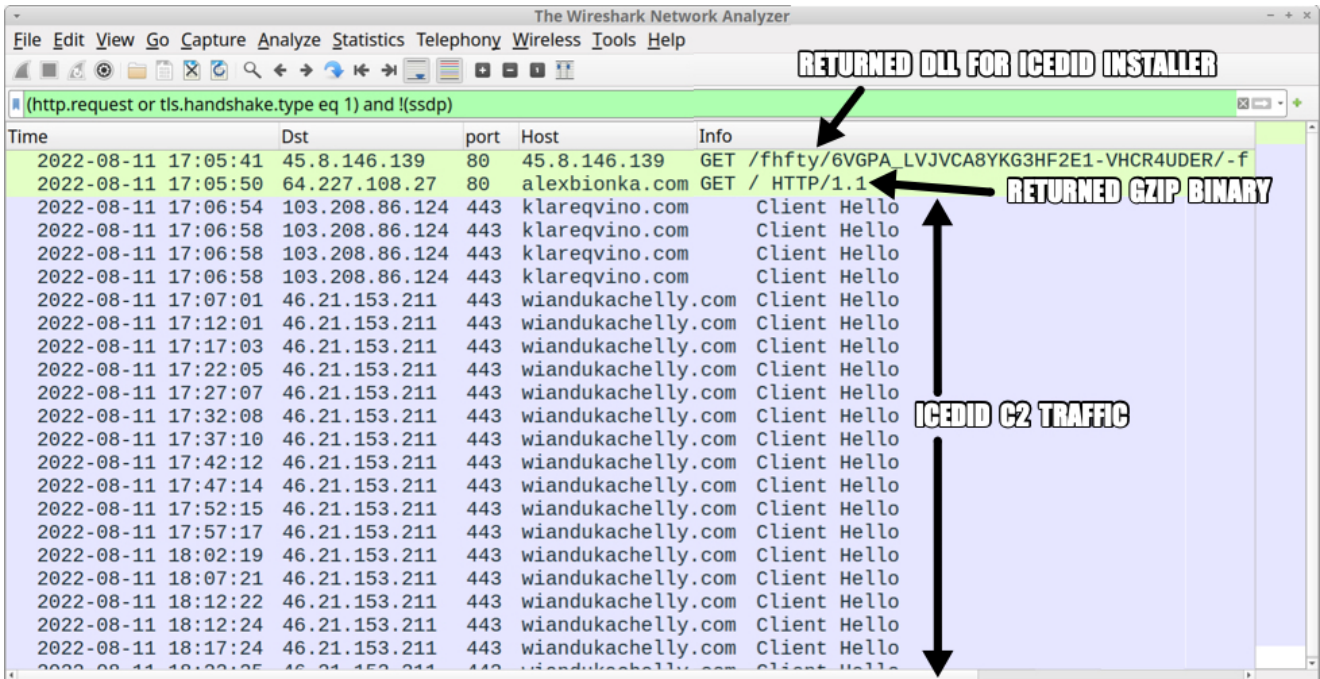 The Wireshark Network Analyzer
File Edit View Go Capture Analyze Statistics Telephony Wireless Tools Help
RETURNED DLL FOR ICEDID INSTALLER
(http.request or tls.handshake.type eq 1) and !(ssdp)
Time Dst port Host Info
2022-08-11 17:05:41 45.8.146.139 80 45.8.146.139 GET /fhfty/6VGPA_LVJVCA8YKG3HF2E1-VHCR4UDER/-f
2022-08-11 17:05:50 64.227.108.27 80 alexbionka.com GET / HTTP/1.1
RETURNED GZIP BINARY
2022-08-11 17:06:54 103.208.86.124 443 klareqvino.com Client Hello
2022-08-11 17:06:58 103.208.86.124 443 klareqvino.com Client Hello
2022-08-11 17:06:58 103.208.86.124 443 klareqvino.com Client Hello
2022-08-11 17:06:58 103.208.86.124 443 klareqvino.com Client Hello
2022-08-11 17:07:01 46.21.153.211 443 wiandukachelly.com Client Hello
2022-08-11 17:12:01 46.21.153.211 443 wiandukachelly.com Client Hello
2022-08-11 17:17:03 46.21.153.211 443 wiandukachelly.com Client Hello
2022-08-11 17:22:05 46.21.153.211 443 wiandukachelly.com Client Hello
2022-08-11 17:27:07 46.21.153.211 443 wiandukachelly.com Client Hello
2022-08-11 17:32:08 46.21.153.211 443 wiandukachelly.com Client Hello
ICEDID C2 TRAFFIC
2022-08-11 17:37:10 46.21.153.211 443 wiandukachelly.com Client Hello
2022-08-11 17:42:12 46.21.153.211 443 wiandukachelly.com Client Hello
2022-08-11 17:47:14 46.21.153.211 443 wiandukachelly.com Client Hello
2022-08-11 17:52:15 46.21.153.211 443 wiandukachelly.com Client Hello
2022-08-11 17:57:17 46.21.153.211 443 wiandukachelly.com Client Hello
2022-08-11 18:02:19 46.21.153.211 443 wiandukachelly.com Client Hello
2022-08-11 18:07:21 46.21.153.211 443 wiandukachelly.com Client Hello
2022-08-11 18:12:22 46.21.153.211 443 wiandukachelly.com Client Hello
2022-08-11 18:12:24 46.21.153.211 443 wiandukachelly.com Client Hello
2022-08-11 18:17:24 46.21.153.211 443 wiandukachelly.com Client Hello